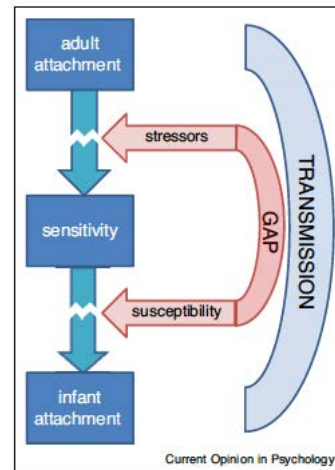 adult
attachment
stressors
TRANSMISSION
GAP
sensitivity
susceptibility
infant
attachment
Current Opinion in Psychology